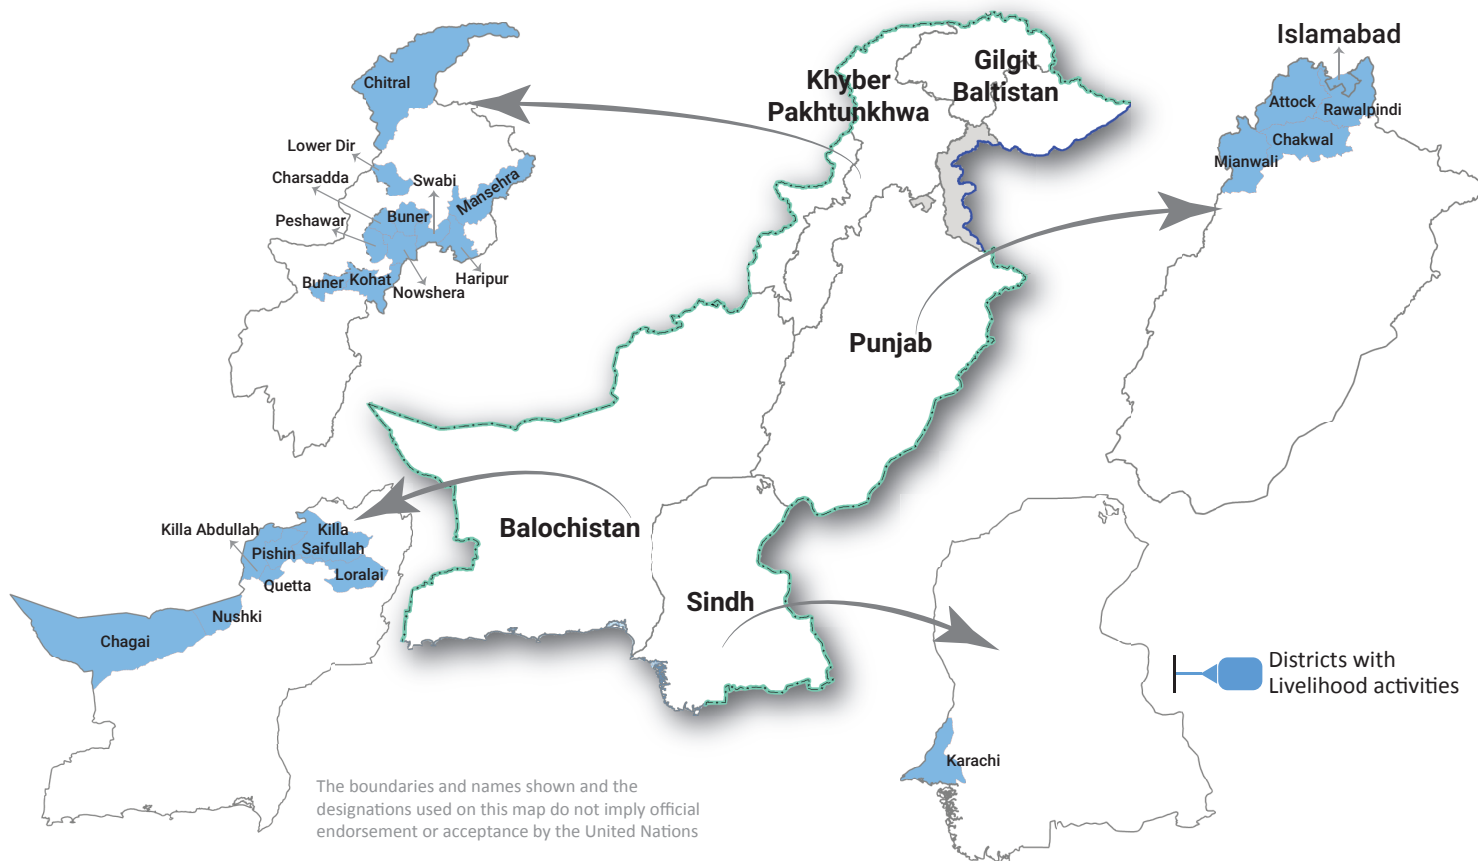 Islamabad
Gilgit
Baltistan
Khyber
Pakhtunkhwa
Chitral
Attock
Rawalpindi
Chakwal
Mianwali
Lower Dir
Charsadda
Swabi
Mansehra
Peshawar
Buner
Buner
Kohat
Nowshera
Haripur
Punjab
Killa Abdullah
Killa
Saifullah
Pishin
Loralai
Quetta
Nushki
Chagai
Balochistan
Sindh
Districts with
Livelihood activities
Karachi
The boundaries and names shown and the
designations used on this map do not imply official
endorsement or acceptance by the United Nations